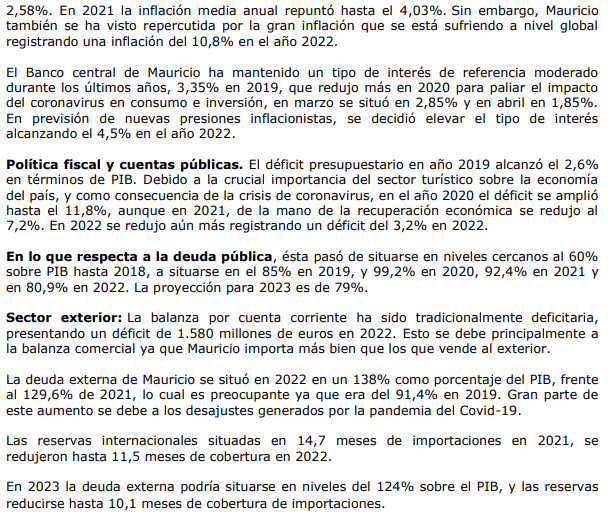 2,58%. En 2021 la inflación media anual repuntó hasta el 4,03%. Sin embargo, Mauricio
también se ha visto repercutida por la gran inflación que se está sufriendo a nivel global
registrando una inflación del 10,8% en el año 2022.
El Banco central de Mauricio ha mantenido un tipo de interés de referencia moderado
durante los últimos años, 3,35% en 2019, que redujo más en 2020 para paliar el impacto
del coronavirus en consumo e inversión, en marzo se situó en 2,85% y en abril en 1,85%.
En previsión de nuevas presiones inflacionistas, se decidió elevar el tipo de interés
alcanzando el 4,5% en el año 2022.
Política fiscal y cuentas públicas. El déficit presupuestario en año 2019 alcanzó el 2,6%
en términos de PIB. Debido a la crucial importancia del sector turístico sobre la economía
del país, y como consecuencia de la crisis de coronavirus, en el año 2020 el déficit se amplió
hasta el 11,8%, aunque en 2021, de la mano de la recuperación económica se redujo al
7,2%. En 2022 se redujo aún más registrando un déficit del 3,2% en 2022.
En lo que respecta a la deuda pública, ésta pasó de situarse en niveles cercanos al 60%
sobre PIB hasta 2018, a situarse en el 85% en 2019, y 99,2% en 2020, 92,4% en 2021 y
en 80,9% en 2022. La proyección para 2023 es de 79%.
Sector exterior: La balanza por cuenta corriente ha sido tradicionalmente deficitaria,
presentando un déficit de 1.580 millones de euros en 2022. Esto se debe principalmente a
la balanza comercial ya que Mauricio importa más bien que los que vende al exterior.
La deuda externa de Mauricio se situó en 2022 en un 138% como porcentaje del PIB, frente
al 129,6% de 2021, lo cual es preocupante ya que era del 91,4% en 2019. Gran parte de
este aumento se debe a los desajustes generados por la pandemia del Covid-19.
Las reservas internacionales situadas en 14,7 meses de importaciones en 2021, se
redujeron hasta 11,5 meses de cobertura en 2022.
En 2023 la deuda externa podría situarse en niveles del 124% sobre el PIB, y las reservas
reducirse hasta 10,1 meses de cobertura de importaciones.